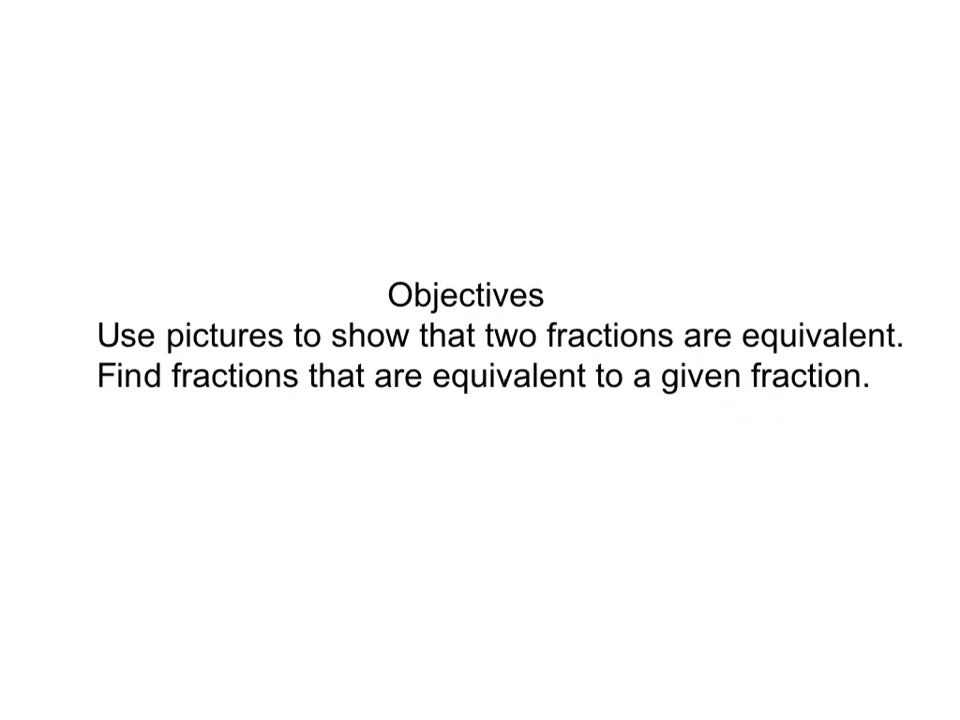 Objectives
Use pictures to show that two fractions are equivalent.
Find fractions that are equivalent to a given fraction.